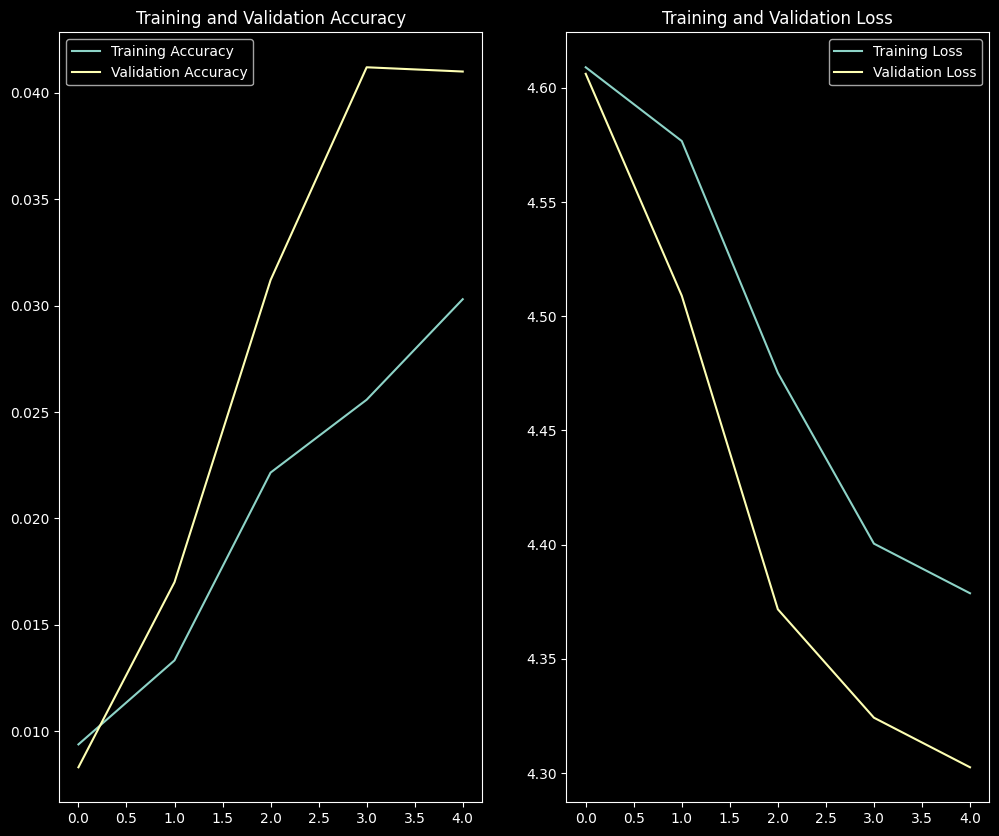 Training and Validation Accuracy
Training Accuracy
Validation Accuracy
0.040
0.035
0.030
0.025
0.020
0.015
0.010
0.0 0.5 1.0 1.5 2.0 2.5 3.0 3.5 4.0
Training and Validation Loss
Training Loss
Validation Loss
4.60
4.55
4.50
4.45
4.40
4.35
4.30
0.0 0.5 1.0 1.5 2.0 2.5 3.0 3.5 4.0